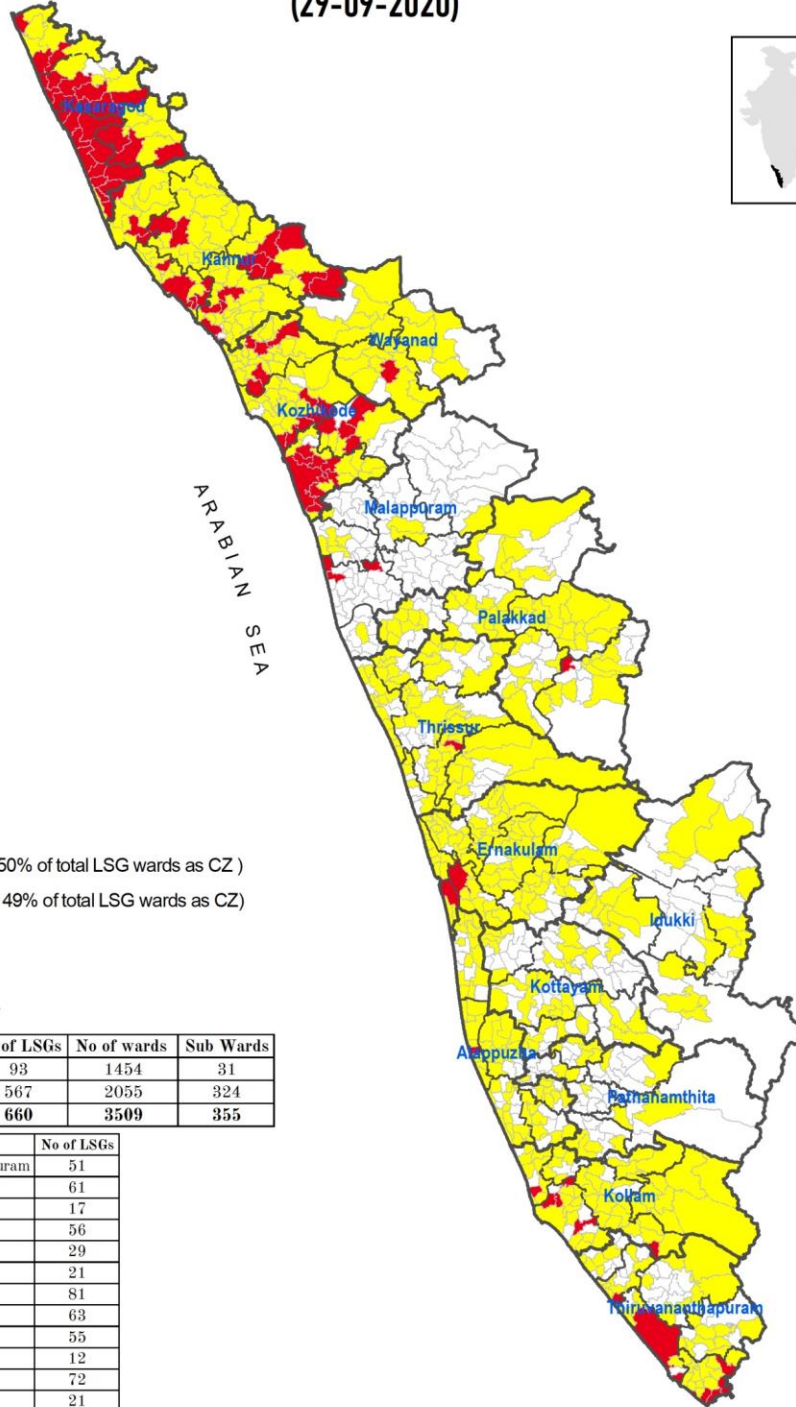 (29-09-2020)
Kasaragod
Kannur
Wayanad
Kozhikode
Malappuram
ARABIAN SEA
Palakkad
Thrissur
Ernakulam
Idukki
Kottayam
Alappuzha
Pathanamthita
Kollam
Thiruvananthapuram
50% of total LSG wards as CZ )
49% of total LSG wards as CZ)
of LSGs No of wards Sub Wards
93 1454 31
567 2055 324
660 3509 355
No of LSGs
uram 51
61
17
56
29
21
81
63
55
12
72
21